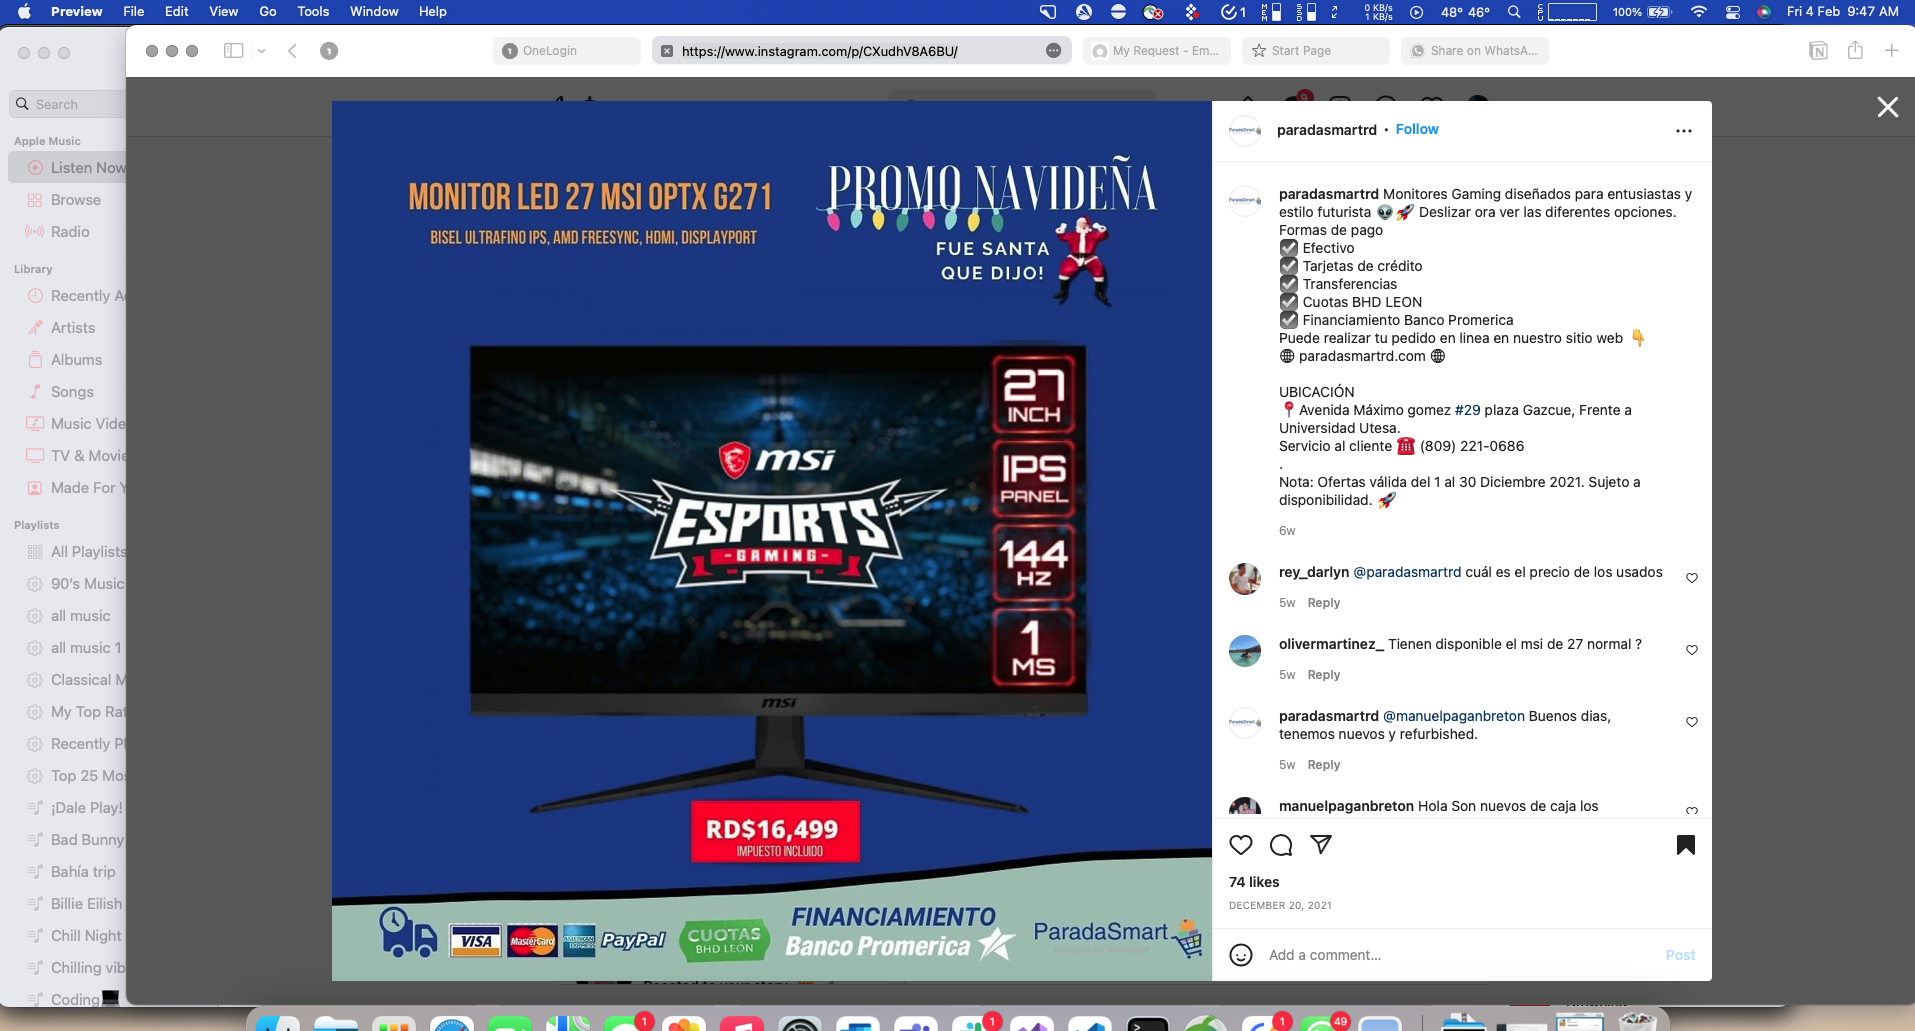 Preview File Edit View Go Tools Window Help
1
0 KB/s
1 KB/s
48° 46°
100%
Fri 4 Feb 9:47 AM
OneLogin
https://www.instagram.com/p/CXudhV8A6BU/
My Request - Em...
Start Page
Share on WhatsA...
Search
Apple Music
Listen Now
Browse
Radio
Library
Recently A
Artists
Albums
Songs
Music Vide
TV & Movie
Made For Y
Playlists
All Playlists
90's Music
all music
all music 1
Classical M
My Top Rat
Recently Pl
Top 25 Mos
¡Dale Play!
Bad Bunny
Bahía trip
Billie Eilish
Chill Night
Chilling vib
Coding
MONITOR LED 27 MSI OPTX G271
BISEL ULTRAFINO IPS, AMD FREESYNC, HDMI, DISPLAYPORT
PROMO NAVIDEÑA
FUE SANTA
QUE DIJO!
27
INCH
IPS
PANEL
144
HZ
1
MS
msi
ESPORTS
GAMING
msi
RD$16,499
IMPUESTO INCLUIDO
VISA
MasterCard
AMERICAN EXPRESS
PayPal
CUOTAS
BHD LEON
FINANCIAMIENTO
Banco Promerica
ParadaSmart
paradasmartrd • Follow
paradasmartrd Monitores Gaming diseñados para entusiastas y
estilo futurista 👽🚀 Deslizar ora ver las diferentes opciones.
Formas de pago
☑️ Efectivo
☑️ Tarjetas de crédito
☑️ Transferencias
☑️ Cuotas BHD LEON
☑️ Financiamiento Banco Promerica
Puede realizar tu pedido en linea en nuestro sitio web 👇
🌐 paradasmartrd.com 🌐
UBICACIÓN
📍Avenida Máximo gomez #29 plaza Gazcue, Frente a
Universidad Utesa.
Servicio al cliente ☎️ (809) 221-0686
.
Nota: Ofertas válida del 1 al 30 Diciembre 2021. Sujeto a
disponibilidad. 🚀
6w
rey_darlyn @paradasmartrd cuál es el precio de los usados
5w Reply
olivermartinez_ Tienen disponible el msi de 27 normal ?
5w Reply
paradasmartrd @manuelpaganbreton Buenos dias,
tenemos nuevos y refurbished.
5w Reply
manuelpaganbreton Hola Son nuevos de caja los
74 likes
DECEMBER 20, 2021
Add a comment...
Post
1
1
1
49